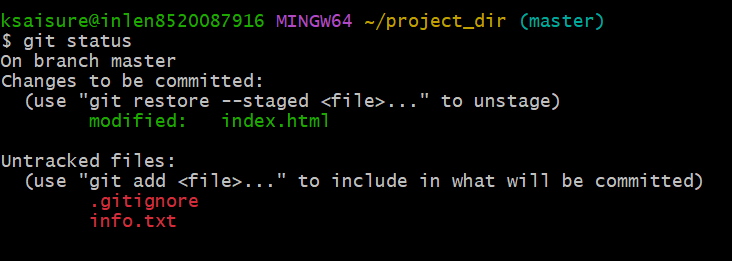 ksaisure@inlen8520087916 MINGW64 ~/project_dir (master)
$ git status
On branch master
Changes to be committed:
  (use "git restore --staged <file>..." to unstage)
        modified:   index.html

Untracked files:
  (use "git add <file>..." to include in what will be committed)
        .gitignore
        info.txt